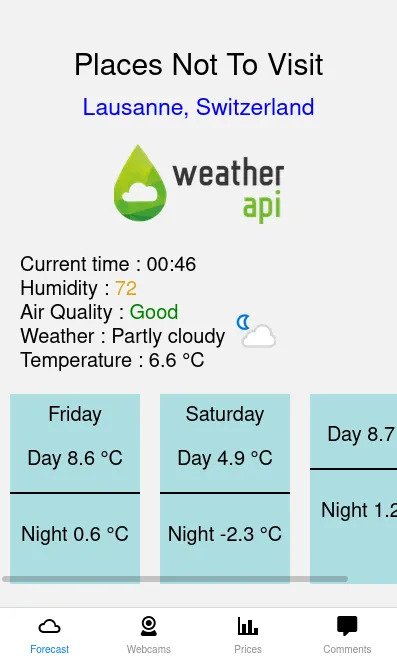 Places Not To Visit
Lausanne, Switzerland
weather
api
Current time : 00:46
Humidity : 72
Air Quality : Good
Weather : Partly cloudy
Temperature : 6.6 °C
Friday
Day 8.6 °C
Night 0.6 °C
Saturday
Day 4.9 °C
Night -2.3 °C
Day 8.7
Night 1.2
Forecast
Webcams
Prices
Comments